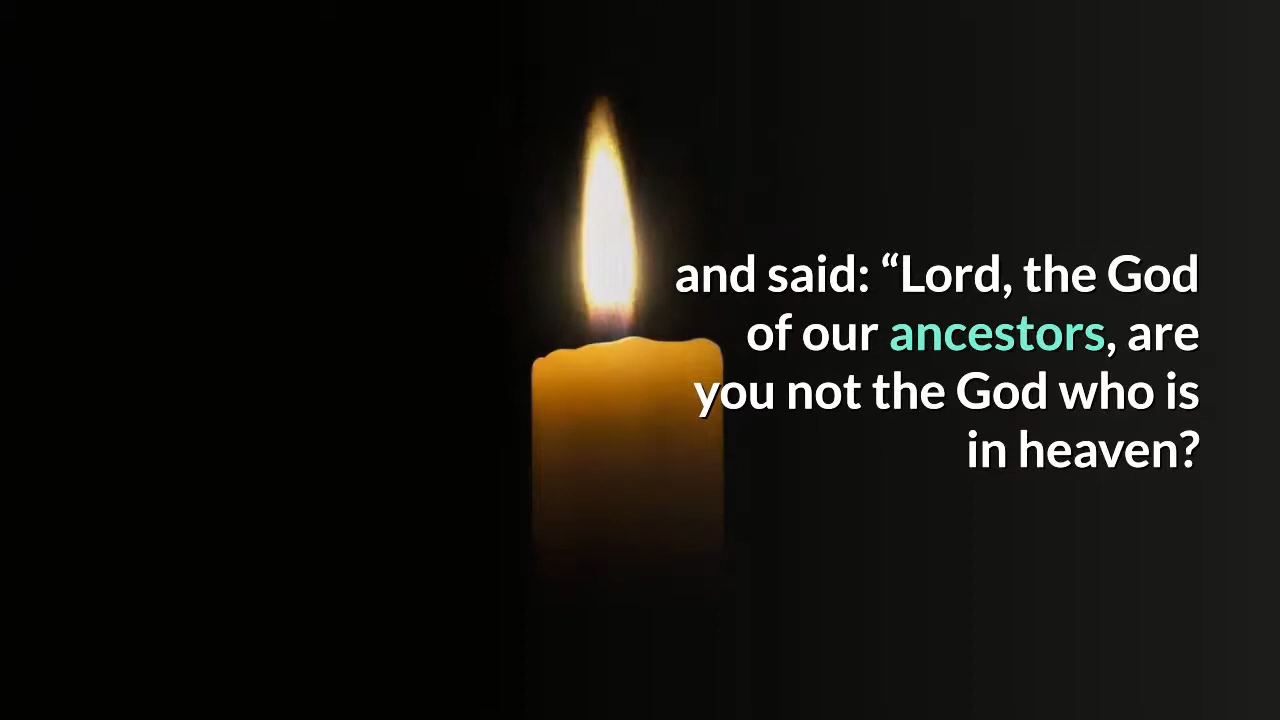 and said: “Lord, the God
of our ancestors, are
you not the God who is
in heaven?